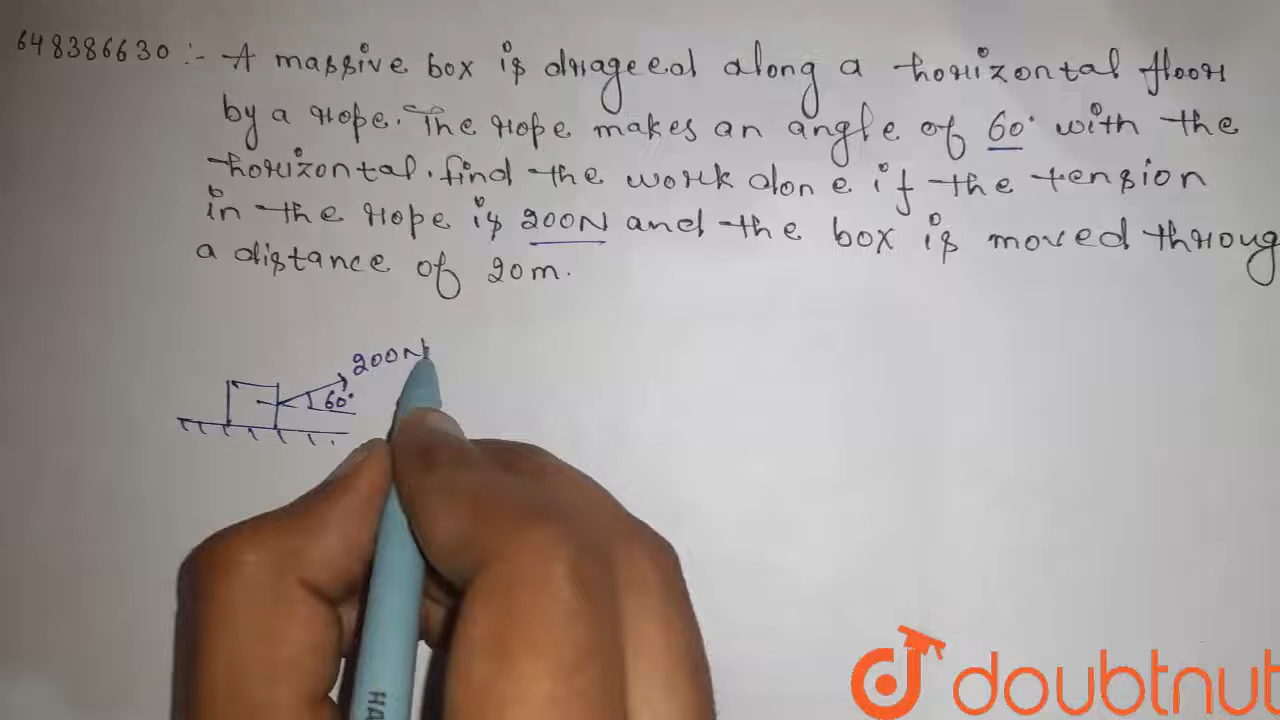 648386630 :- A massive box is drageed along a horizontal floor
by a rope. The rope makes an angle of 60° with the
horizontal. find the work done if the tension
in the rope is 200N and the box is moved throug
a distance of 20m.
200N
60°
HA
doubtnut